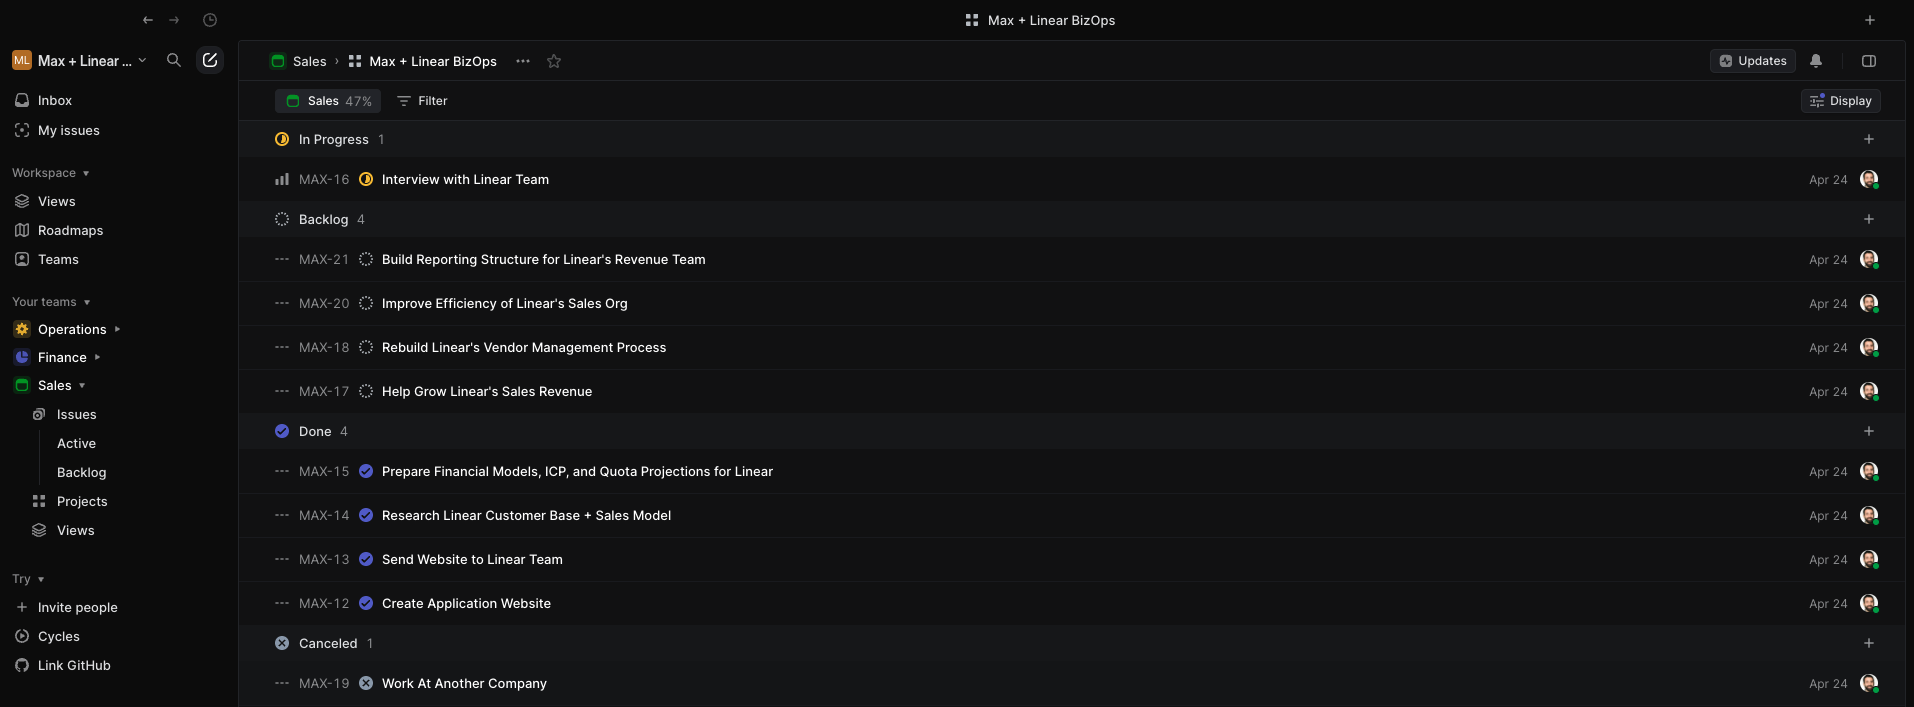 Max + Linear BizOps
ML Max + Linear ...
Sales › Max + Linear BizOps
Updates
Inbox
My issues
Sales 47% Filter
Display
Workspace
Views
Roadmaps
Teams
Your teams
Operations
Finance
Sales
Issues
Active
Backlog
Projects
Views
Try
Invite people
Cycles
Link GitHub
In Progress 1
MAX-16 Interview with Linear Team Apr 24
Backlog 4
MAX-21 Build Reporting Structure for Linear's Revenue Team Apr 24
MAX-20 Improve Efficiency of Linear's Sales Org Apr 24
MAX-18 Rebuild Linear's Vendor Management Process Apr 24
MAX-17 Help Grow Linear's Sales Revenue Apr 24
Done 4
MAX-15 Prepare Financial Models, ICP, and Quota Projections for Linear Apr 24
MAX-14 Research Linear Customer Base + Sales Model Apr 24
MAX-13 Send Website to Linear Team Apr 24
MAX-12 Create Application Website Apr 24
Canceled 1
MAX-19 Work At Another Company Apr 24